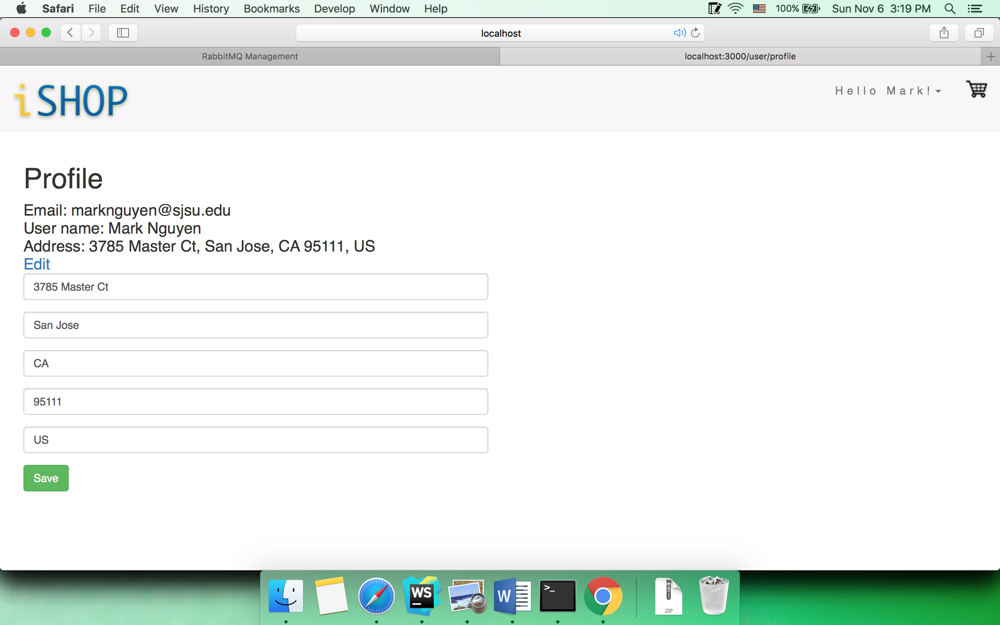 Safari File Edit View History Bookmarks Develop Window Help 100% Sun Nov 6 3:19 PM
localhost
RabbitMQ Management localhost:3000/user/profile
i SHOP
Hello Mark!
Profile
Email: marknguyen@sjsu.edu
User name: Mark Nguyen
Address: 3785 Master Ct, San Jose, CA 95111, US
Edit
3785 Master Ct
San Jose
CA
95111
US
Save
WS
W
>_
ZIP